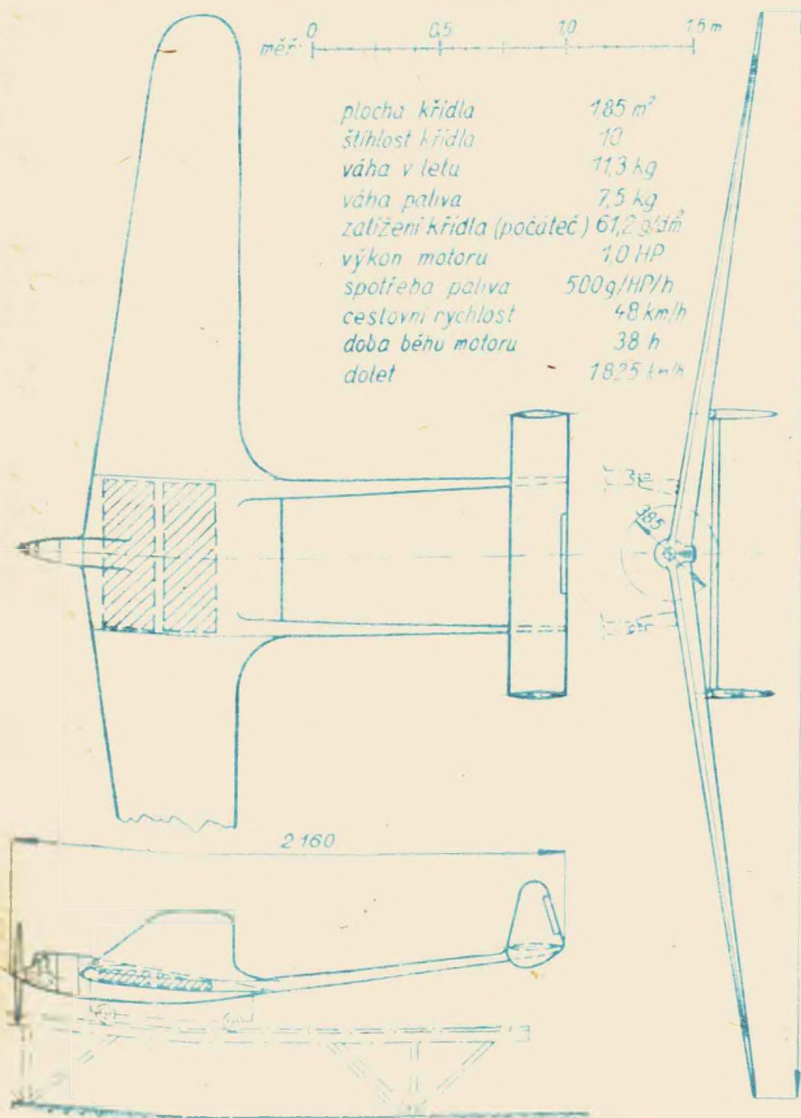 měř. 0 0,5 1,0 1,5 m
plocha křídla 1,85 m²
štíhlost křídla 10
váha v letu 11,3 kg
váha paliva 7,5 kg
zatížení křídla (počáteč) 61,2 g/dm²
výkon motoru 1,0 HP
spotřeba paliva 500g/HP/h
cestovní rychlost 48 km/h
doba běhu motoru 38 h
dolet 1825 km/h
385
2160